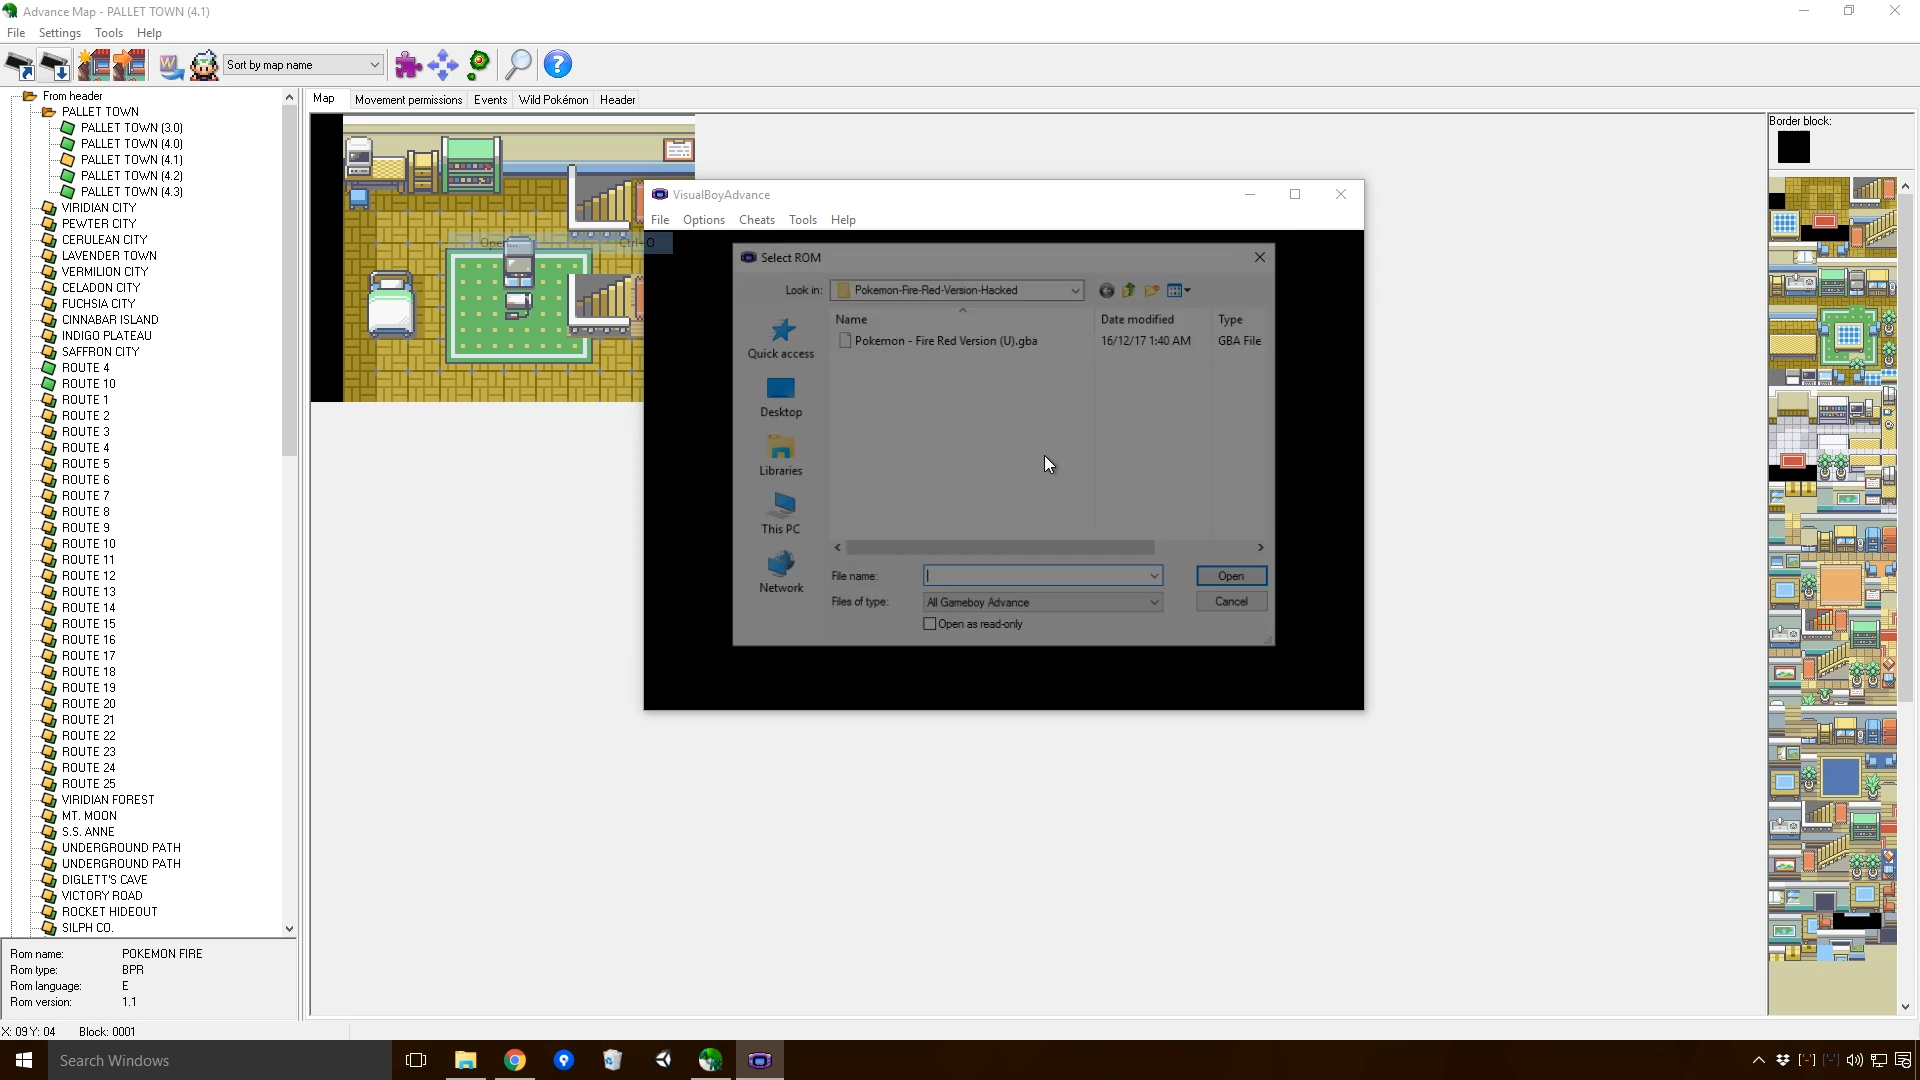 Advance Map - PALLET TOWN (4.1)
File Settings Tools Help
Sort by map name
From header
PALLET TOWN
PALLET TOWN (3.0)
PALLET TOWN (4.0)
PALLET TOWN (4.1)
PALLET TOWN (4.2)
PALLET TOWN (4.3)
VIRIDIAN CITY
PEWTER CITY
CERULEAN CITY
LAVENDER TOWN
VERMILION CITY
CELADON CITY
FUCHSIA CITY
CINNABAR ISLAND
INDIGO PLATEAU
SAFFRON CITY
ROUTE 4
ROUTE 10
ROUTE 1
ROUTE 2
ROUTE 3
ROUTE 4
ROUTE 5
ROUTE 6
ROUTE 7
ROUTE 8
ROUTE 9
ROUTE 10
ROUTE 11
ROUTE 12
ROUTE 13
ROUTE 14
ROUTE 15
ROUTE 16
ROUTE 17
ROUTE 18
ROUTE 19
ROUTE 20
ROUTE 21
ROUTE 22
ROUTE 23
ROUTE 24
ROUTE 25
VIRIDIAN FOREST
MT. MOON
S.S. ANNE
UNDERGROUND PATH
UNDERGROUND PATH
DIGLETT'S CAVE
VICTORY ROAD
ROCKET HIDEOUT
SILPH CO.
Rom name: POKEMON FIRE
Rom type: BPR
Rom language: E
Rom version: 1.1
X: 09 Y: 04 Block: 0001
Map Movement permissions Events Wild Pokémon Header
Open... Ctrl+O
VisualBoyAdvance
File Options Cheats Tools Help
Select ROM
Look in: Pokemon-Fire-Red-Version-Hacked
Name Date modified Type
Pokemon - Fire Red Version (U).gba 16/12/17 1:40 AM GBA File
Quick access
Desktop
Libraries
This PC
Network
File name: Open
Files of type: All Gameboy Advance Cancel
Open as read-only
Border block:
Search Windows